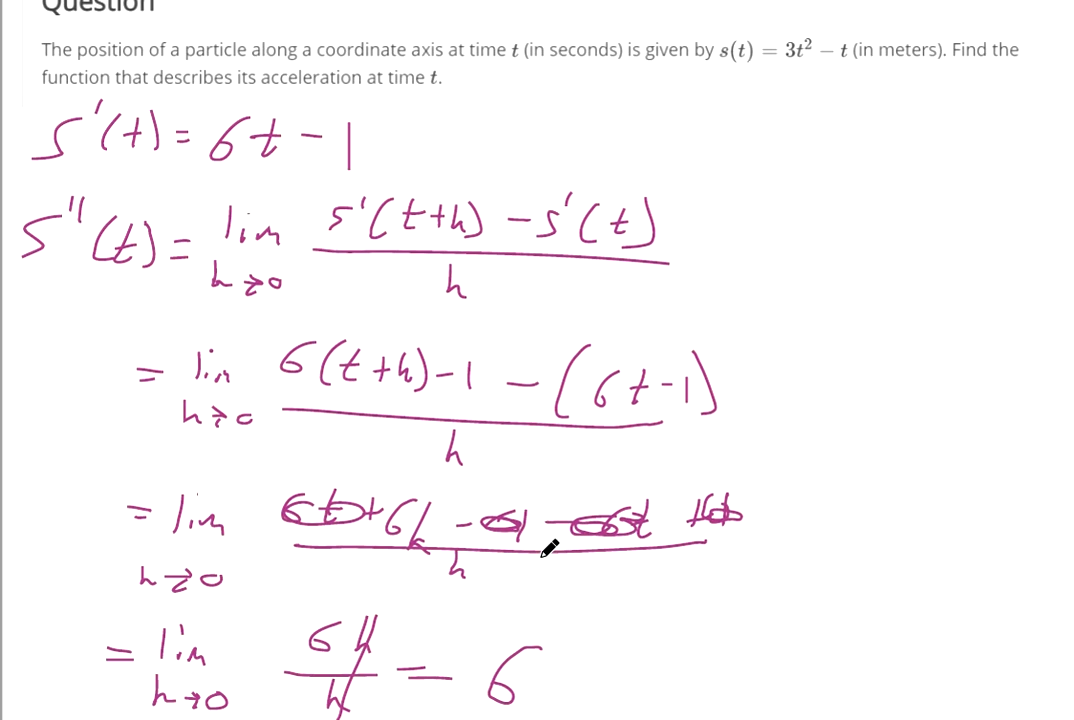 Question
The position of a particle along a coordinate axis at time t (in seconds) is given by s(t) = 3t² − t (in meters). Find the
function that describes its acceleration at time t.
s'(t) = 6t - 1
s''(t) = lim h→0 s'(t+h) - s'(t) / h
= lim h→0 6(t+h) - 1 - (6t-1) / h
= lim h→0 6t + 6h - 1 - 6t + 1 / h
= lim h→0 6h / h = 6